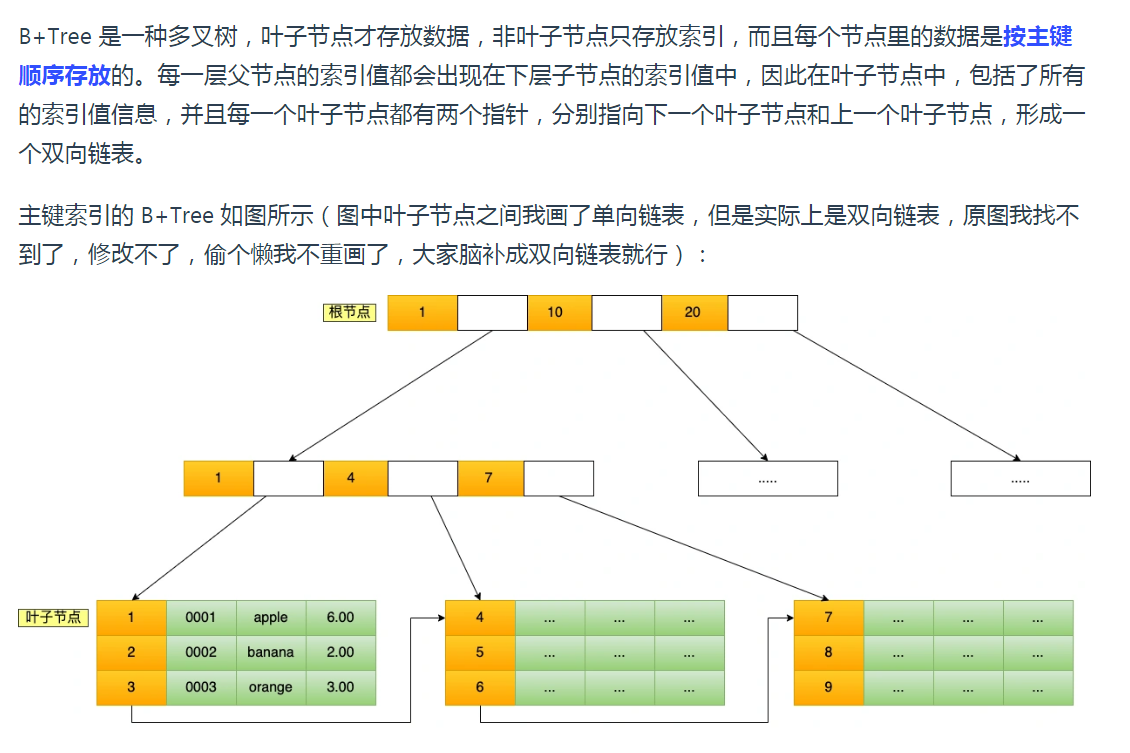 B+Tree 是一种多叉树，叶子节点才存放数据，非叶子节点只存放索引，而且每个节点里的数据是按主键
顺序存放的。每一层父节点的索引值都会出现在下层子节点的索引值中，因此在叶子节点中，包括了所有
的索引值信息，并且每一个叶子节点都有两个指针，分别指向下一个叶子节点和上一个叶子节点，形成一
个双向链表。
主键索引的 B+Tree 如图所示（图中叶子节点之间我画了单向链表，但是实际上是双向链表，原图我找不
到了，修改不了，偷个懒我不重画了，大家脑补成双向链表就行）：
根节点 1 10 20
1 4 7 ..... .....
叶子节点 1 0001 apple 6.00 4 ... ... ... 7 ... ... ...
2 0002 banana 2.00 5 ... ... ... 8 ... ... ...
3 0003 orange 3.00 6 ... ... ... 9 ... ... ...